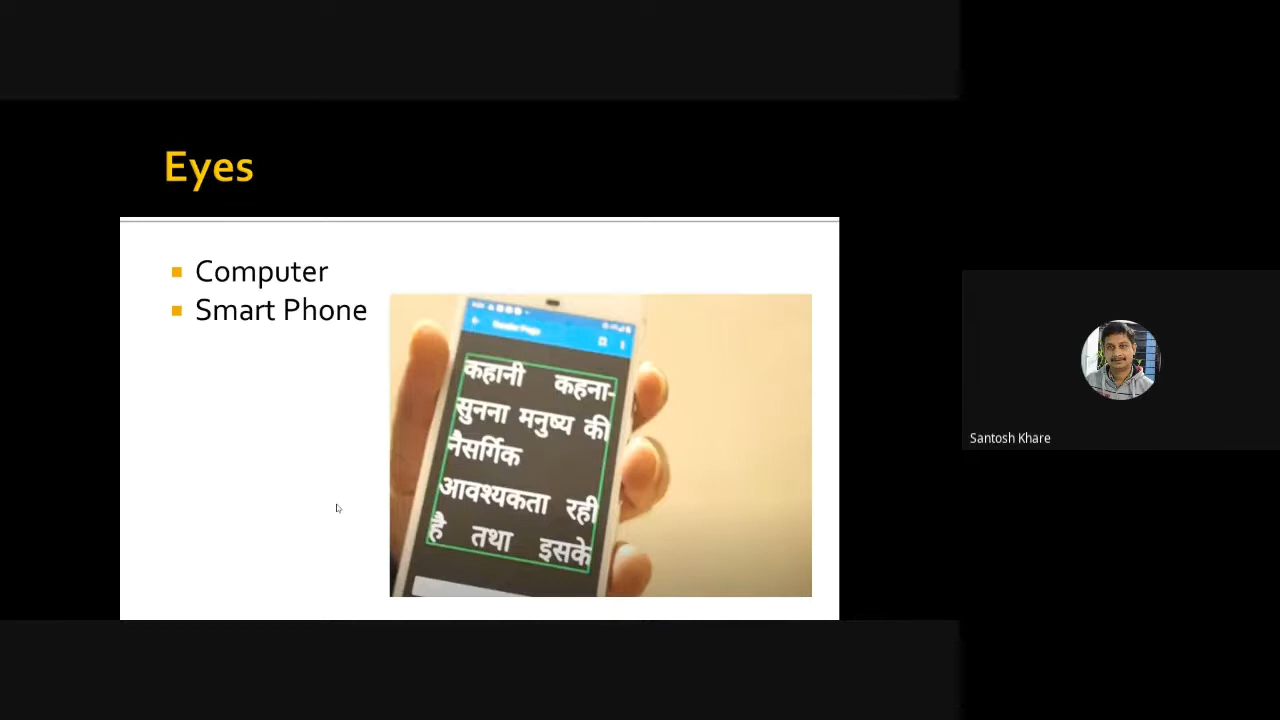 Eyes
Computer
Smart Phone
कहानी कहना-
सुनना मनुष्य की
नैसर्गिक
आवश्यकता रही
है तथा इसके
Santosh Khare